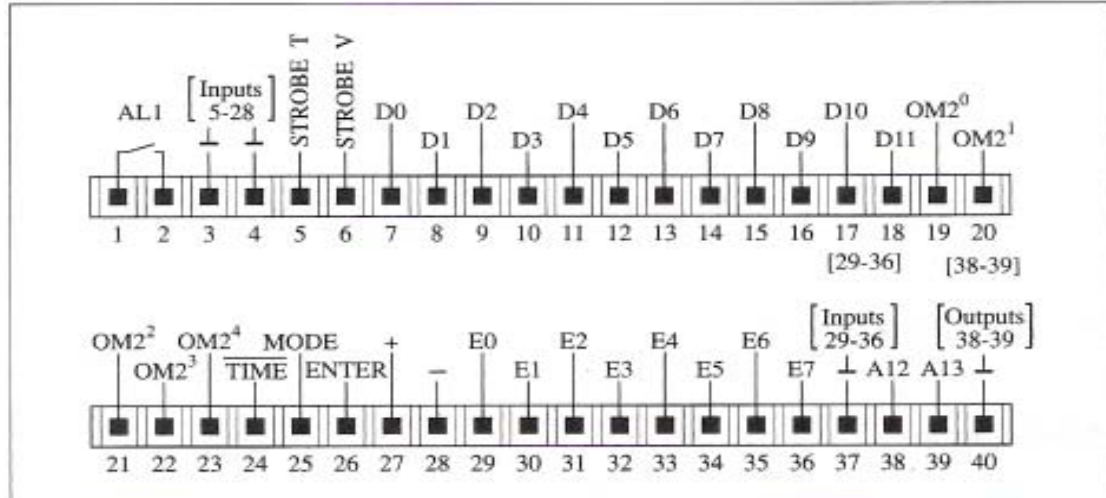 AL1 [Inputs 5-28] STROBE T STROBE V D0 D1 D2 D3 D4 D5 D6 D7 D8 D9 D10 D11 OM2⁰ OM2¹
1 2 3 4 5 6 7 8 9 10 11 12 13 14 15 16 17 18 19 20
[29-36] [38-39]
OM2² OM2³ OM2⁴ TIME MODE ENTER + − E0 E1 E2 E3 E4 E5 E6 E7 [Inputs 29-36] A12 A13 [Outputs 38-39]
21 22 23 24 25 26 27 28 29 30 31 32 33 34 35 36 37 38 39 40